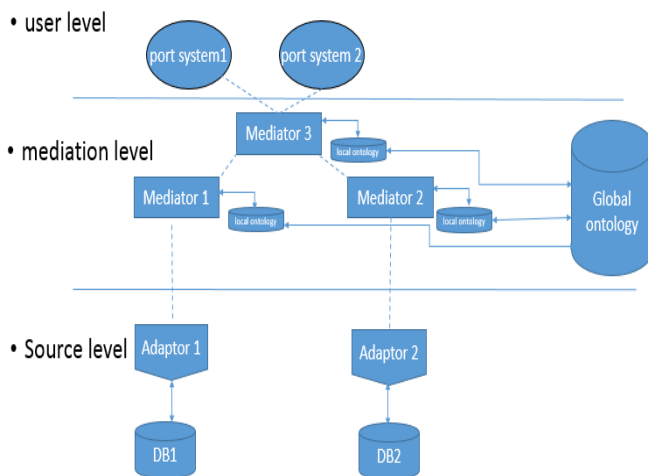 • user level
port system1
port system 2
Mediator 3
• mediation level
local ontology
Mediator 1
Mediator 2
local ontology
local ontology
Global
ontology
• Source level
Adaptor 1
Adaptor 2
DB1
DB2